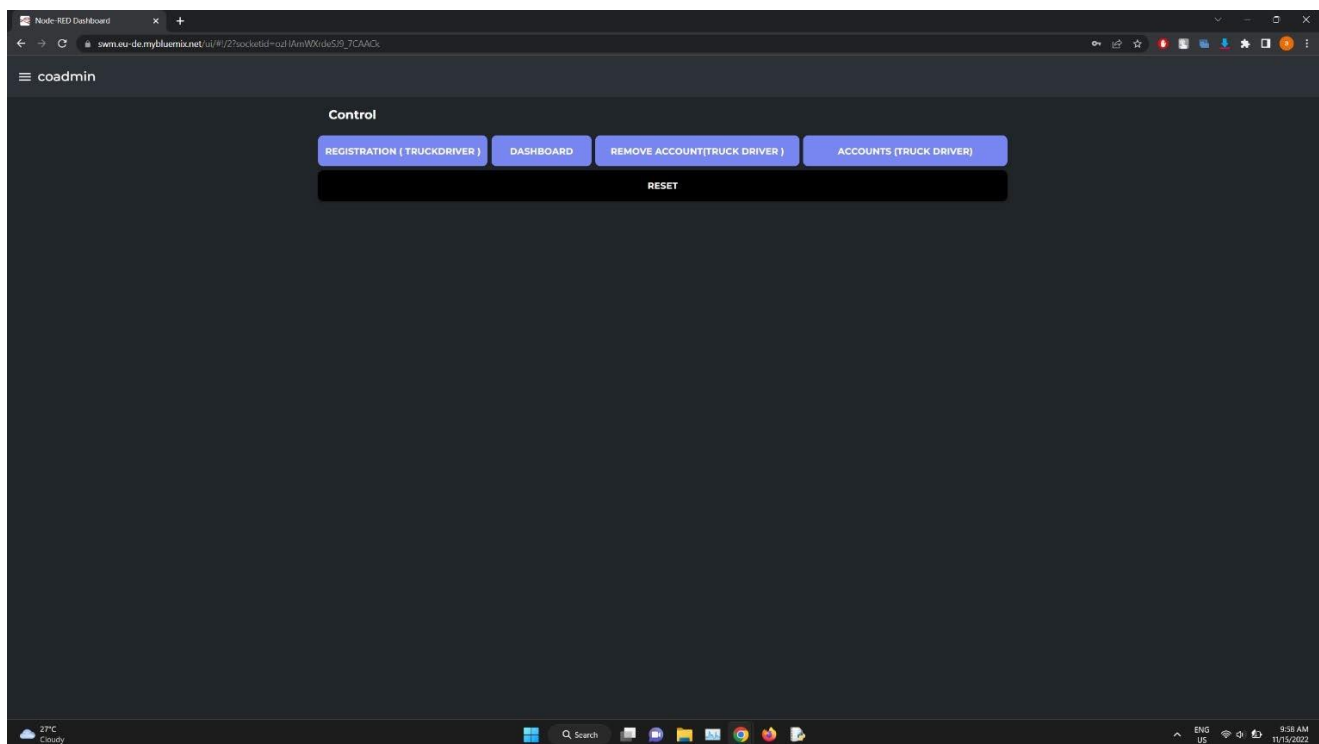 Node-RED Dashboard
swm.eu-de.mybluemix.net/ui/#!/2?socketid=
coadmin
Control
REGISTRATION ( TRUCKDRIVER ) DASHBOARD REMOVE ACCOUNT(TRUCK DRIVER ) ACCOUNTS (TRUCK DRIVER)
RESET
27°C
Cloudy
Search
ENG
US
9:58 AM
11/15/2022